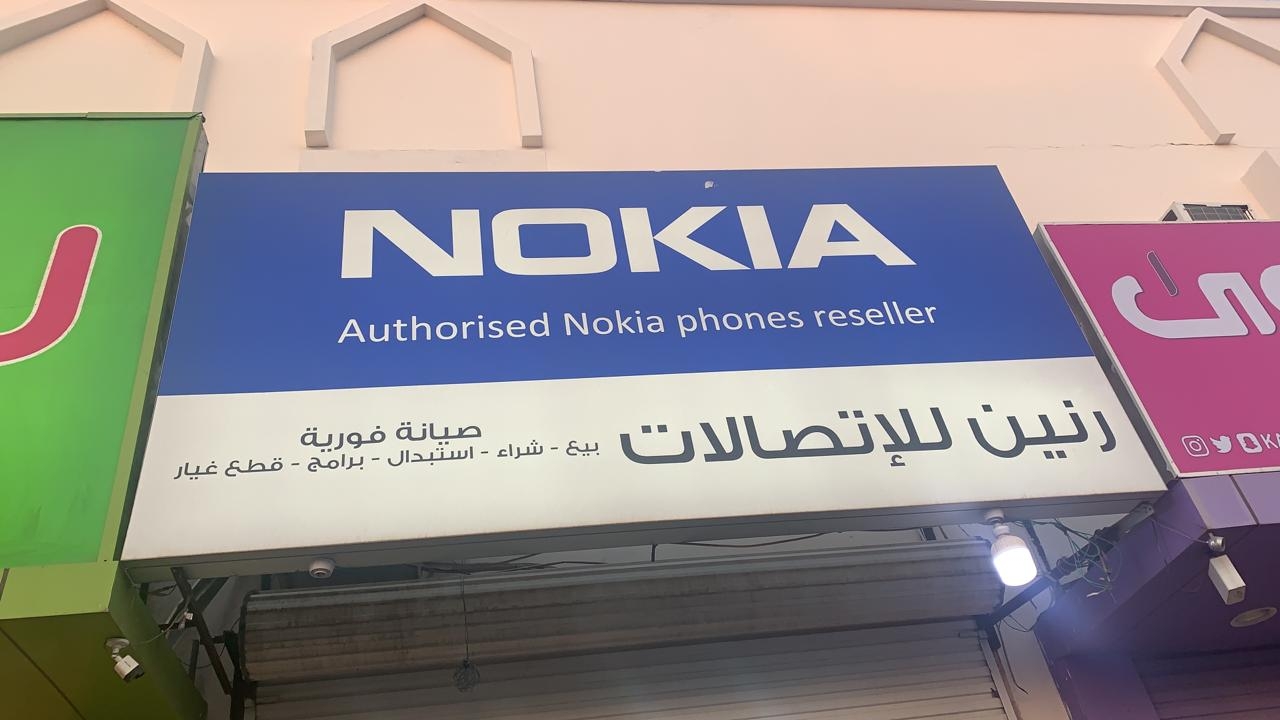 NOKIA
Authorised Nokia phones reseller
رنين للإتصالات
صيانة فورية
بيع - شراء - استبدال - برامج - قطع غيار